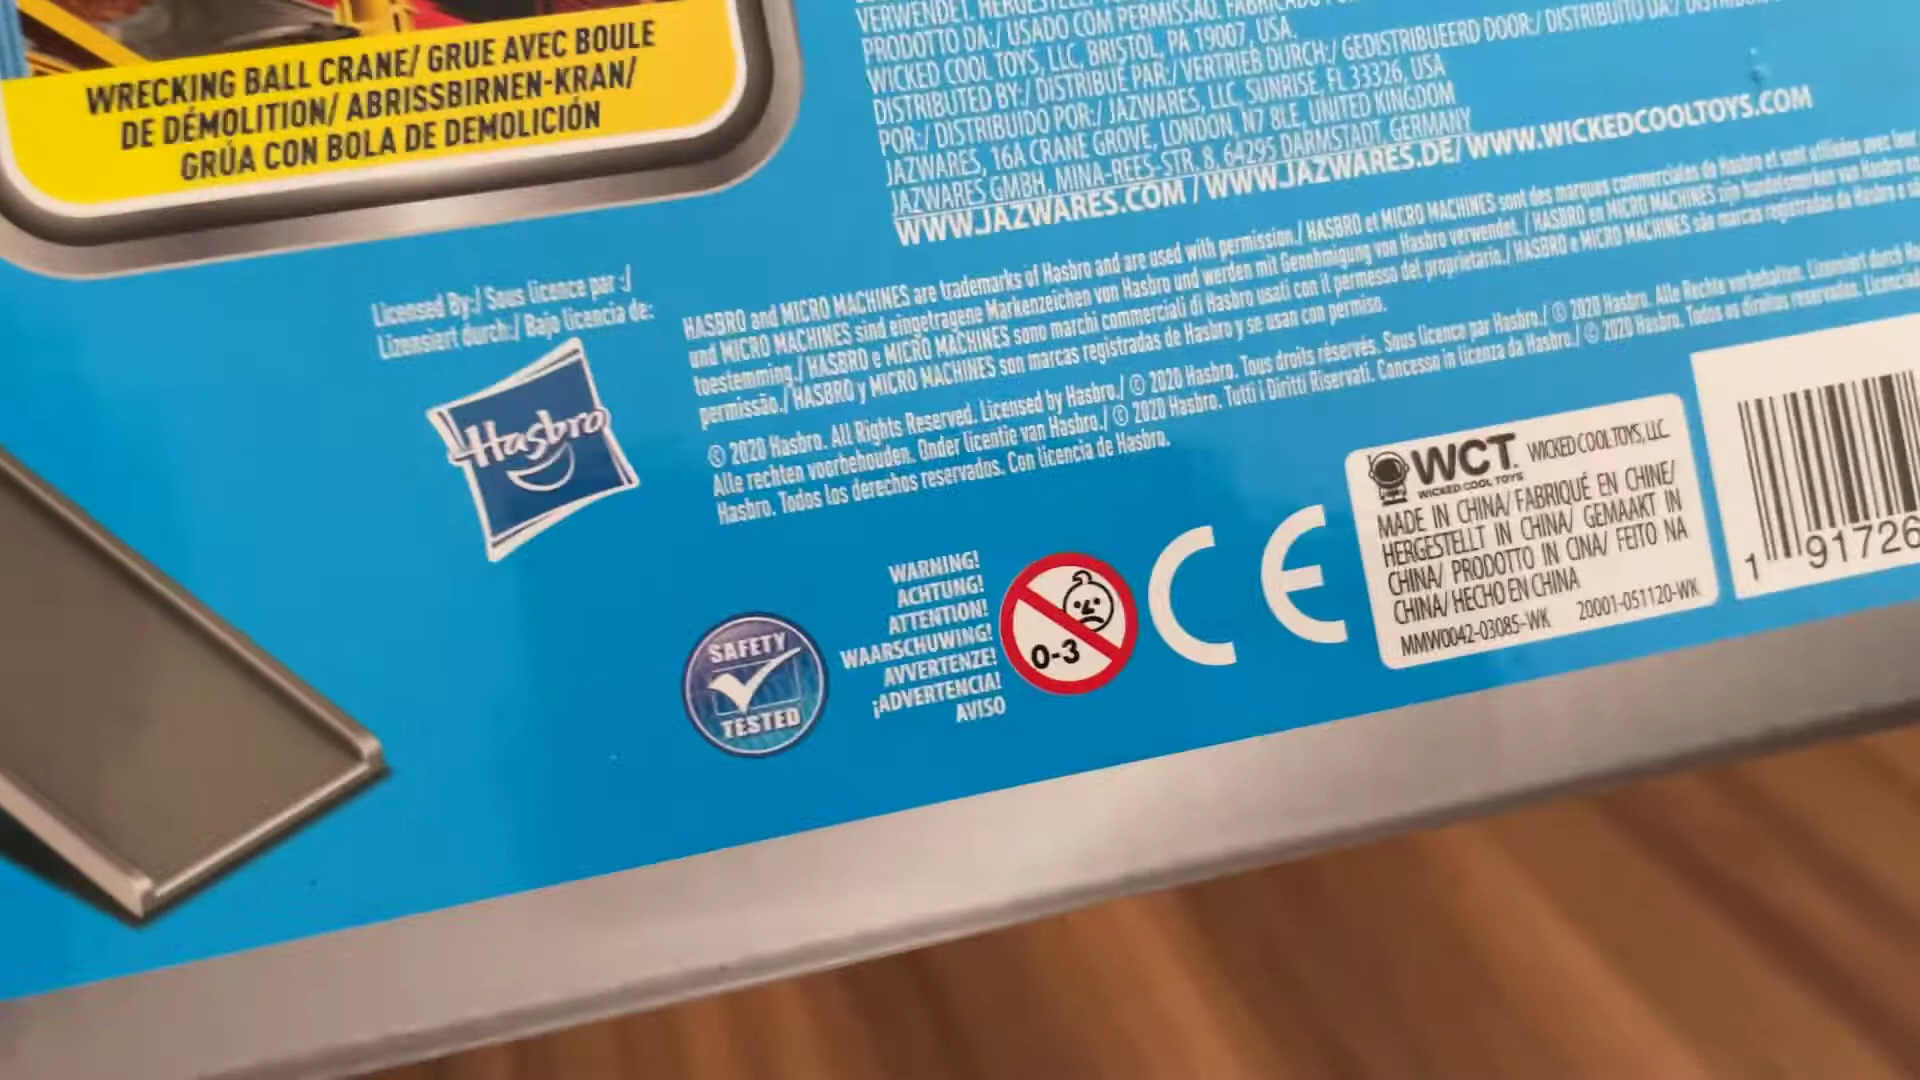 WRECKING BALL CRANE/ GRUE AVEC BOULE
DE DÉMOLITION/ ABRISSBIRNEN-KRAN/
GRÚA CON BOLA DE DEMOLICIÓN
VERWENDET.
PRODOTTO DA:/ USADO COM PERMISSÃO. FABRICADO
WICKED COOL TOYS, LLC, BRISTOL, PA 19007, USA.
DISTRIBUTED BY:/ DISTRIBUÉ PAR:/ VERTRIEB DURCH:/ GEDISTRIBUEERD DOOR:/ DISTRIBUITO DA:/
POR:/ DISTRIBUIDO POR:/ JAZWARES, LLC, SUNRISE, FL 33326, USA
JAZWARES, 16A CRANE GROVE, LONDON, N7 8LE, UNITED KINGDOM
JAZWARES GMBH, MINA-REES-STR. 8, 64295 DARMSTADT, GERMANY
WWW.JAZWARES.COM / WWW.JAZWARES.DE/ WWW.WICKEDCOOLTOYS.COM
Licensed By:/ Sous licence par :/
Lizensiert durch:/ Bajo licencia de:
Hasbro
HASBRO and MICRO MACHINES are trademarks of Hasbro and are used with permission./ HASBRO et MICRO MACHINES sont des marques commerciales de Hasbro et sont utilisées avec leur
und MICRO MACHINES sind eingetragene Markenzeichen von Hasbro und werden mit Genehmigung von Hasbro verwendet. / HASBRO en MICRO MACHINES zijn handelsmerken van Hasbro
toestemming./ HASBRO e MICRO MACHINES sono marchi commerciali di Hasbro usati con il permesso del proprietario./ HASBRO e MICRO MACHINES são marcas registradas da Hasbro e
permissão./ HASBRO y MICRO MACHINES son marcas registradas de Hasbro y se usan con permiso.
© 2020 Hasbro. All Rights Reserved. Licensed by Hasbro./ © 2020 Hasbro. Tous droits réservés. Sous licence par Hasbro./ © 2020 Hasbro. Alle Rechte vorbehalten. Lizensiert durch
Alle rechten voorbehouden. Onder licentie van Hasbro./ © 2020 Hasbro. Tutti i Diritti Riservati. Concesso in licenza da Hasbro./ © 2020 Hasbro. Todos os direitos reservados.
Hasbro. Todos los derechos reservados. Con licencia de Hasbro.
SAFETY
TESTED
WARNING!
ACHTUNG!
ATTENTION!
WAARSCHUWING!
AVVERTENZE!
¡ADVERTENCIA!
AVISO
0-3
CE
WCT. WICKED COOL TOYS, LLC.
WICKED COOL TOYS
MADE IN CHINA/ FABRIQUÉ EN CHINE/
HERGESTELLT IN CHINA/ GEMAAKT IN
CHINA/ PRODOTTO IN CINA/ FEITO NA
CHINA/ HECHO EN CHINA
MMW0042-03085-WK 20001-051120-WK
1 91726